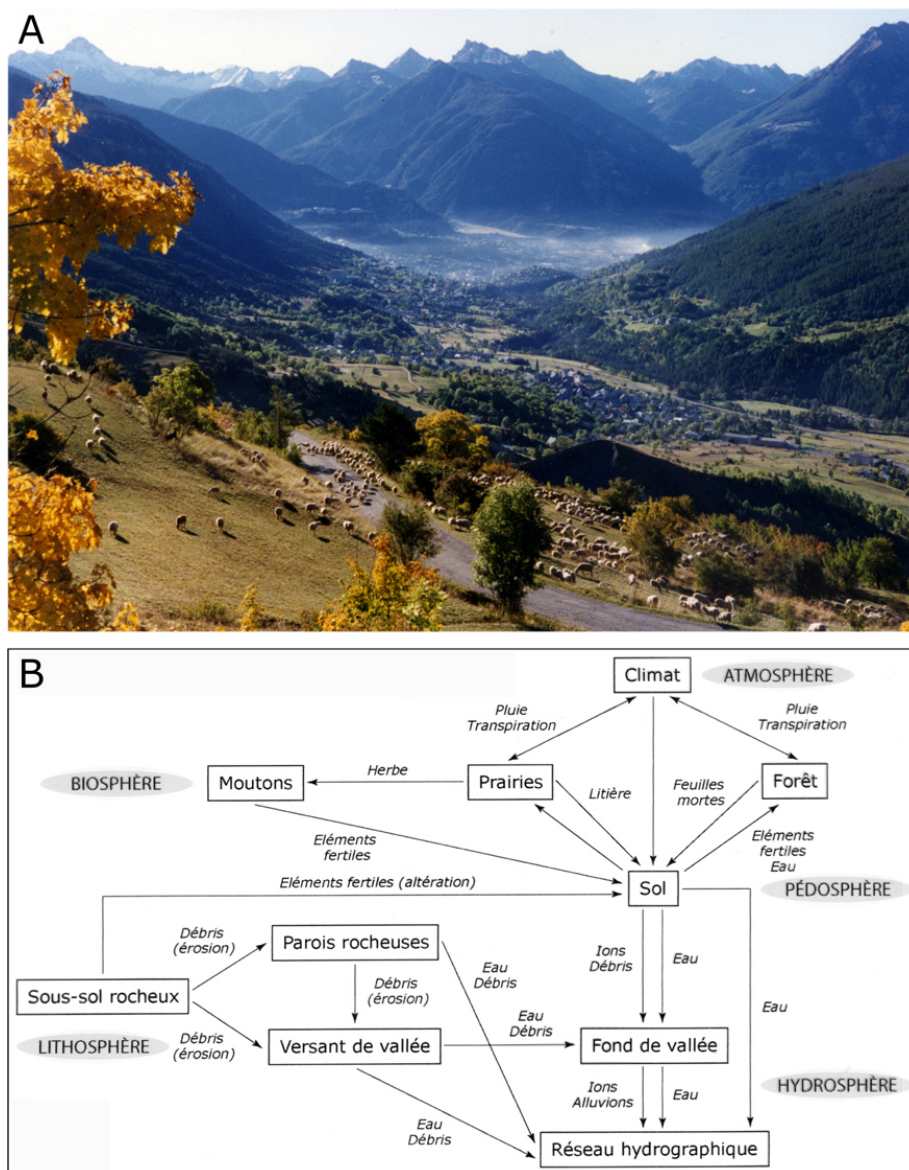 A
B
Climat
ATMOSPHÈRE
Pluie
Transpiration
Pluie
Transpiration
BIOSPHÈRE
Moutons
Herbe
Prairies
Litière
Feuilles
mortes
Forêt
Eléments
fertiles
Eléments
fertiles
Eau
Eléments fertiles (altération)
Sol
PÉDOSPHÈRE
Débris
(érosion)
Parois rocheuses
Eau
Débris
Ions
Débris
Eau
Sous-sol rocheux
Débris
(érosion)
Eau
LITHOSPHÈRE
Débris
(érosion)
Versant de vallée
Eau
Débris
Fond de vallée
HYDROSPHÈRE
Ions
Alluvions
Eau
Eau
Débris
Réseau hydrographique